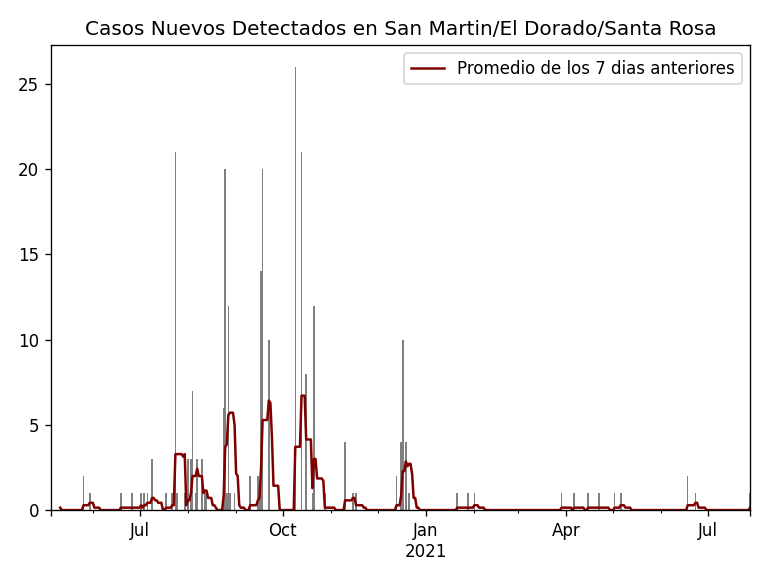 Casos Nuevos Detectados en San Martin/El Dorado/Santa Rosa
Promedio de los 7 dias anteriores
25
20
15
10
5
0
Jul
Oct
Jan
2021
Apr
Jul